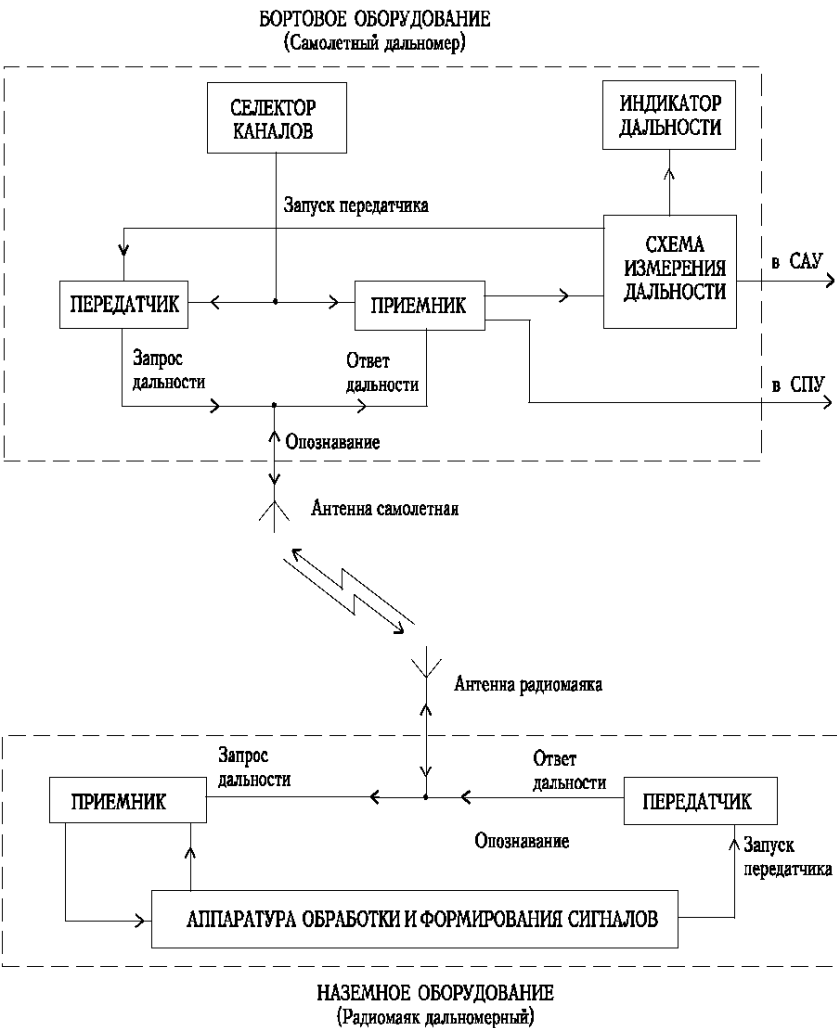 БОРТОВОЕ ОБОРУДОВАНИЕ
(Самолетный дальномер)
СЕЛЕКТОР
КАНАЛОВ
ИНДИКАТОР
ДАЛЬНОСТИ
Запуск передатчика
СХЕМА
ИЗМЕРЕНИЯ
ДАЛЬНОСТИ
в САУ
ПЕРЕДАТЧИК
ПРИЕМНИК
Запрос
дальности
Ответ
дальности
в СПУ
Опознавание
Антенна самолетная
Антенна радиомаяка
Запрос
дальности
Ответ
дальности
ПРИЕМНИК
ПЕРЕДАТЧИК
Опознавание
Запуск
передатчика
АППАРАТУРА ОБРАБОТКИ И ФОРМИРОВАНИЯ СИГНАЛОВ
НАЗЕМНОЕ ОБОРУДОВАНИЕ
(Радиомаяк дальномерный)